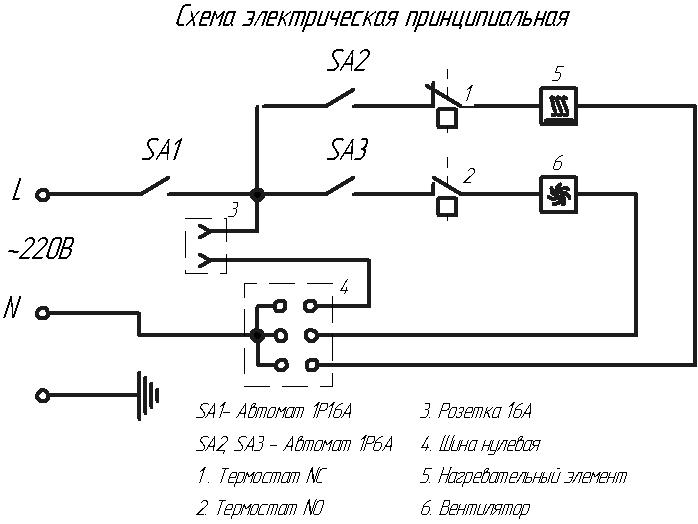 Схема электрическая принципиальная
SA2
1
5
SA1
SA3
2
6
L
3
~220В
4
N
SA1- Автомат 1P16A
SA2, SA3 - Автомат 1P6A
1. Термостат NC
2. Термостат NO
3. Розетка 16А
4. Шина нулевая
5. Нагревательный элемент
6. Вентилятор